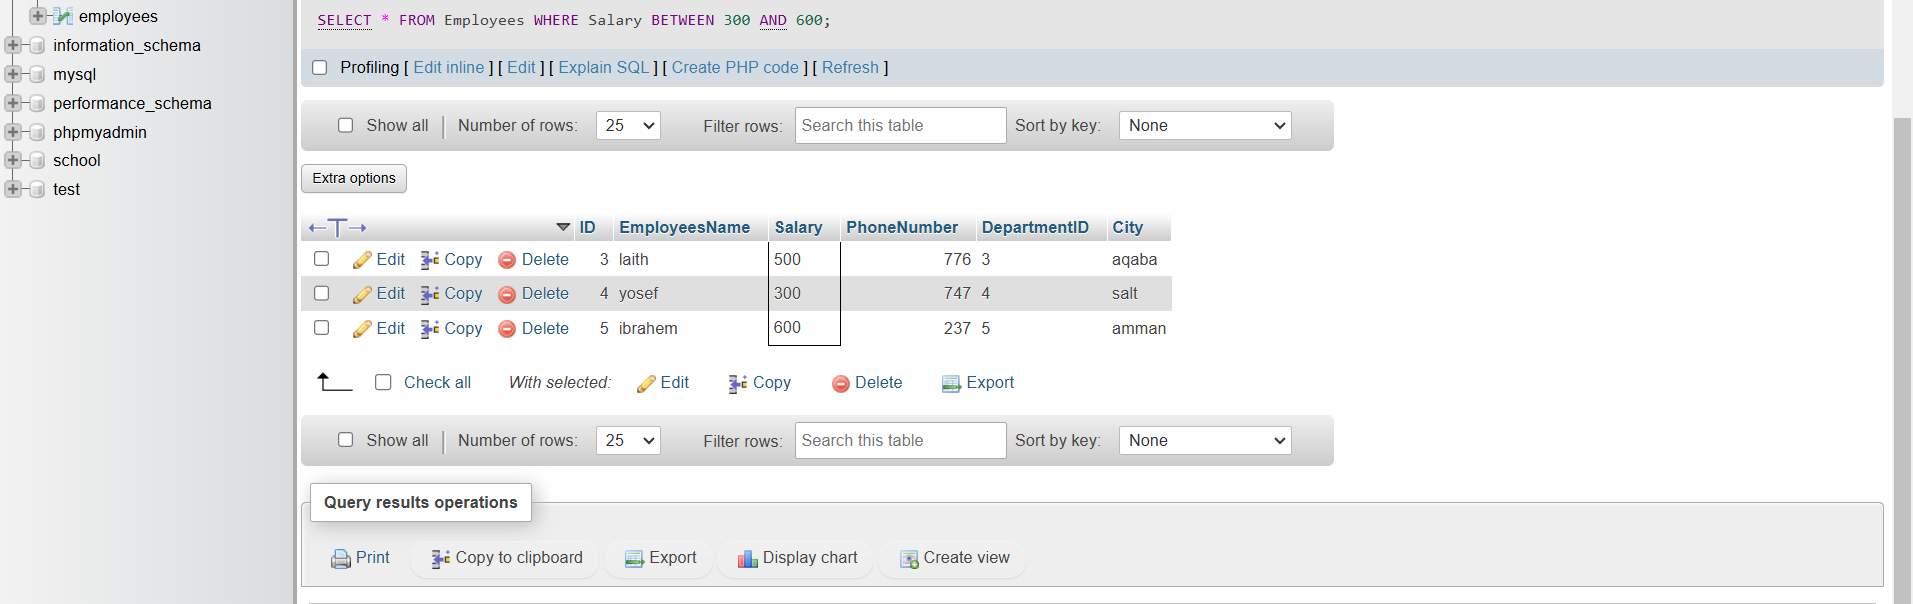 employees
information_schema
mysql
performance_schema
phpmyadmin
school
test
SELECT * FROM Employees WHERE Salary BETWEEN 300 AND 600;
Profiling [ Edit inline ] [ Edit ] [ Explain SQL ] [ Create PHP code ] [ Refresh ]
Show all Number of rows: 25 Filter rows: Search this table Sort by key: None
Extra options
ID EmployeesName Salary PhoneNumber DepartmentID City
Edit Copy Delete 3 laith 500 776 3 aqaba
Edit Copy Delete 4 yosef 300 747 4 salt
Edit Copy Delete 5 ibrahem 600 237 5 amman
Check all With selected: Edit Copy Delete Export
Show all Number of rows: 25 Filter rows: Search this table Sort by key: None
Query results operations
Print Copy to clipboard Export Display chart Create view